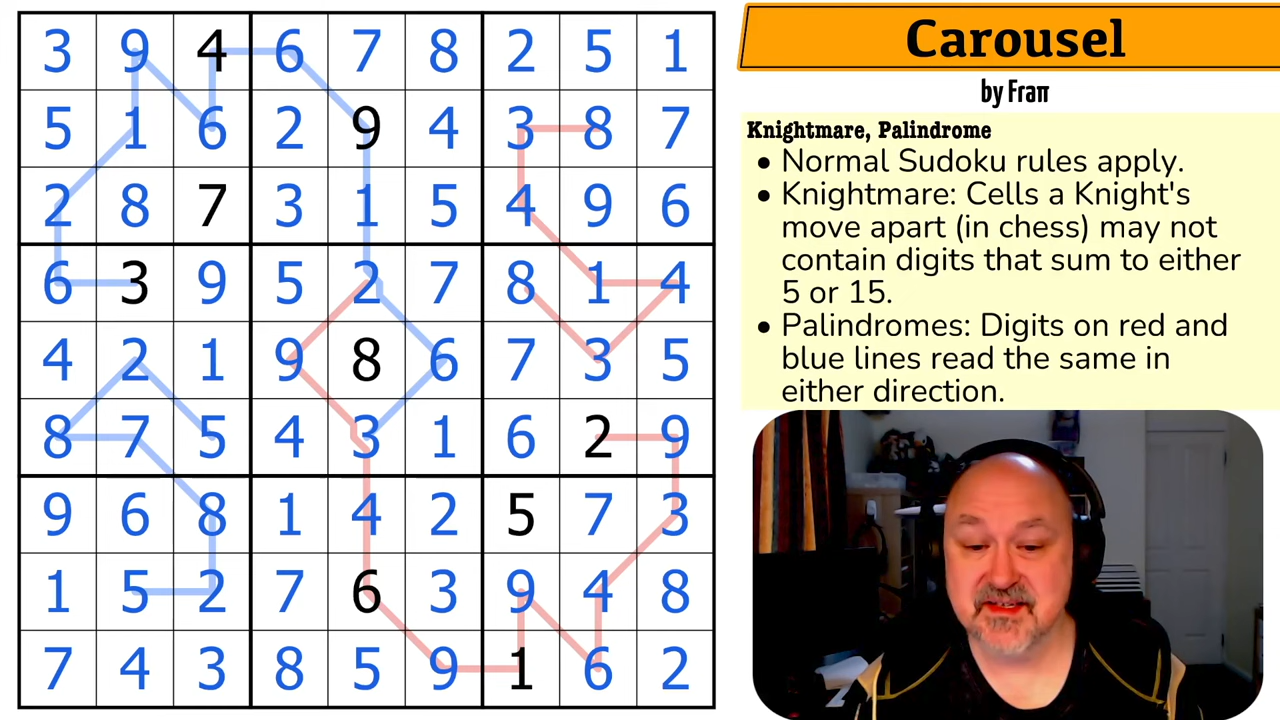 3 9 4 6 7 8 2 5 1
5 1 6 2 9 4 3 8 7
2 8 7 3 1 5 4 9 6
6 3 9 5 2 7 8 1 4
4 2 1 9 8 6 7 3 5
8 7 5 4 3 1 6 2 9
9 6 8 1 4 2 5 7 3
1 5 2 7 6 3 9 4 8
7 4 3 8 5 9 1 6 2
Carousel
by Fraπ
Knightmare, Palindrome
• Normal Sudoku rules apply.
• Knightmare: Cells a Knight's
move apart (in chess) may not
contain digits that sum to either
5 or 15.
• Palindromes: Digits on red and
blue lines read the same in
either direction.